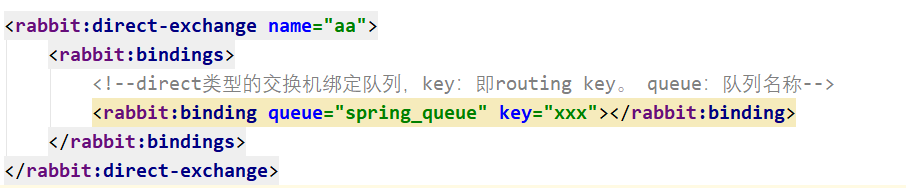 <rabbit:direct-exchange name="aa">
<rabbit:bindings>
<!--direct类型的交换机绑定队列，key：即routing key。 queue：队列名称-->
<rabbit:binding queue="spring_queue" key="xxx"></rabbit:binding>
</rabbit:bindings>
</rabbit:direct-exchange>